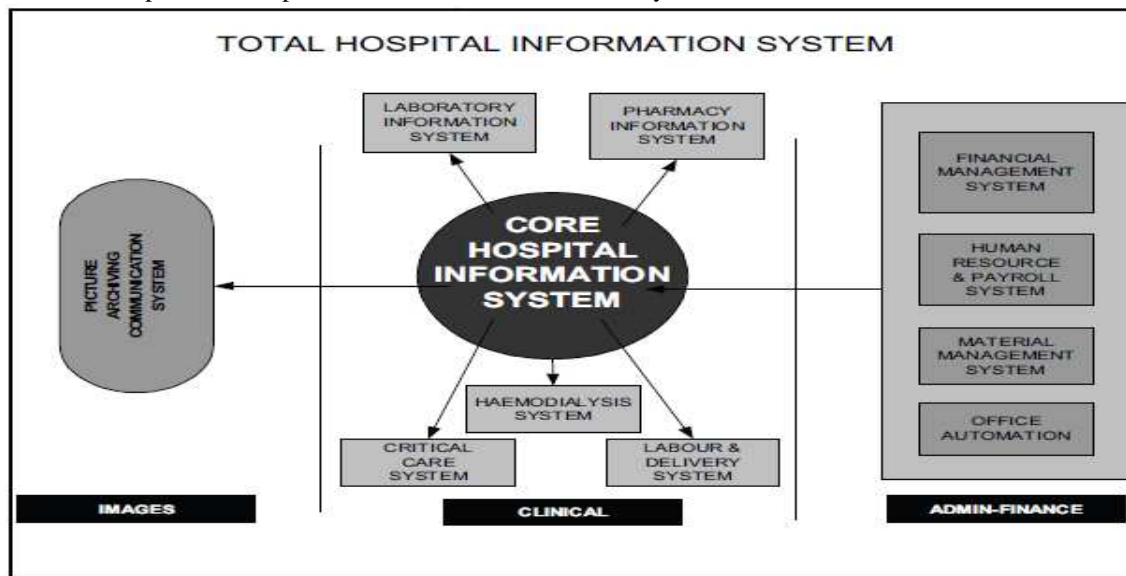 TOTAL HOSPITAL INFORMATION SYSTEM
LABORATORY
INFORMATION
SYSTEM
PHARMACY
INFORMATION
SYSTEM
FINANCIAL
MANAGEMENT
SYSTEM
PICTURE
ARCHIVING
COMMUNICATION
SYSTEM
CORE
HOSPITAL
INFORMATION
SYSTEM
HUMAN
RESOURCE
& PAYROLL
SYSTEM
MATERIAL
MANAGEMENT
SYSTEM
HAEMODIALYSIS
SYSTEM
OFFICE
AUTOMATION
CRITICAL
CARE
SYSTEM
LABOUR &
DELIVERY
SYSTEM
IMAGES
CLINICAL
ADMIN-FINANCE